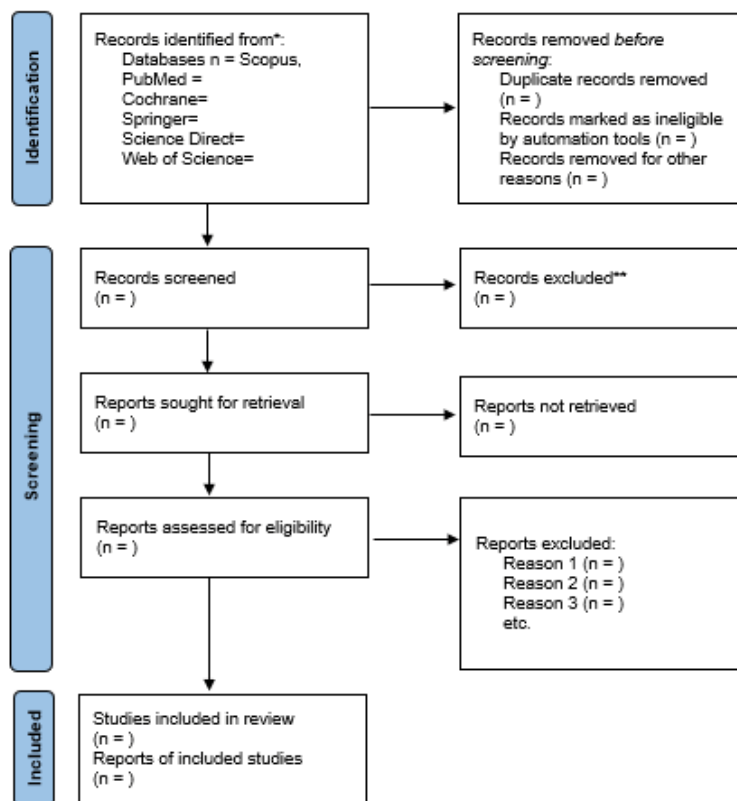 Identification
Records identified from*:
Databases n = Scopus,
PubMed =
Cochrane=
Springer=
Science Direct=
Web of Science=
Records removed before
screening:
Duplicate records removed
(n = )
Records marked as ineligible
by automation tools (n = )
Records removed for other
reasons (n = )
Screening
Records screened
(n = )
Records excluded**
(n = )
Reports sought for retrieval
(n = )
Reports not retrieved
(n = )
Reports assessed for eligibility
(n = )
Reports excluded:
Reason 1 (n = )
Reason 2 (n = )
Reason 3 (n = )
etc.
Included
Studies included in review
(n = )
Reports of included studies
(n = )